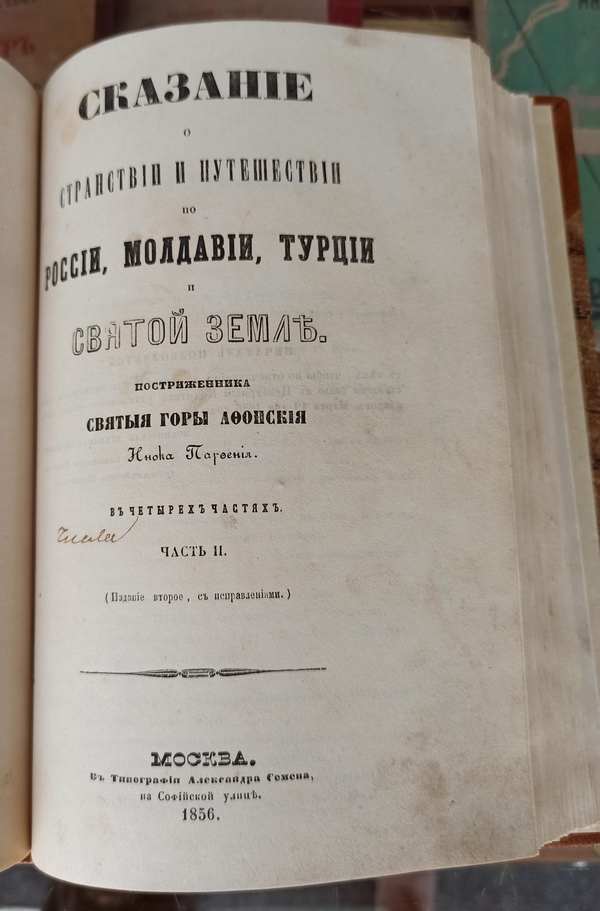 СКАЗАНІЕ
О
СТРАНСТВІИ И ПУТЕШЕСТВІИ
ПО
РОССІИ, МОЛДАВІИ, ТУРЦІИ
И
СВЯТОЙ ЗЕМЛѢ.
ПОСТРИЖЕННИКА
СВЯТЫЯ ГОРЫ АѲОНСКІЯ
Инока Парѳенія.
ВЪ ЧЕТЫРЕХЪ ЧАСТЯХЪ.
ЧАСТЬ II.
(Изданіе второе, съ исправленіями.)
МОСКВА.
Въ Типографіи Александра Семена,
на Софійской улицѣ.
1856.